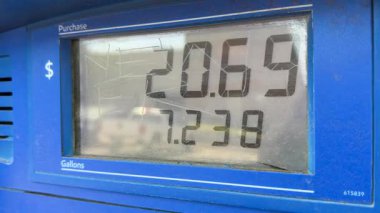 Purchase
$ 20.69
7.238
Gallons
615839